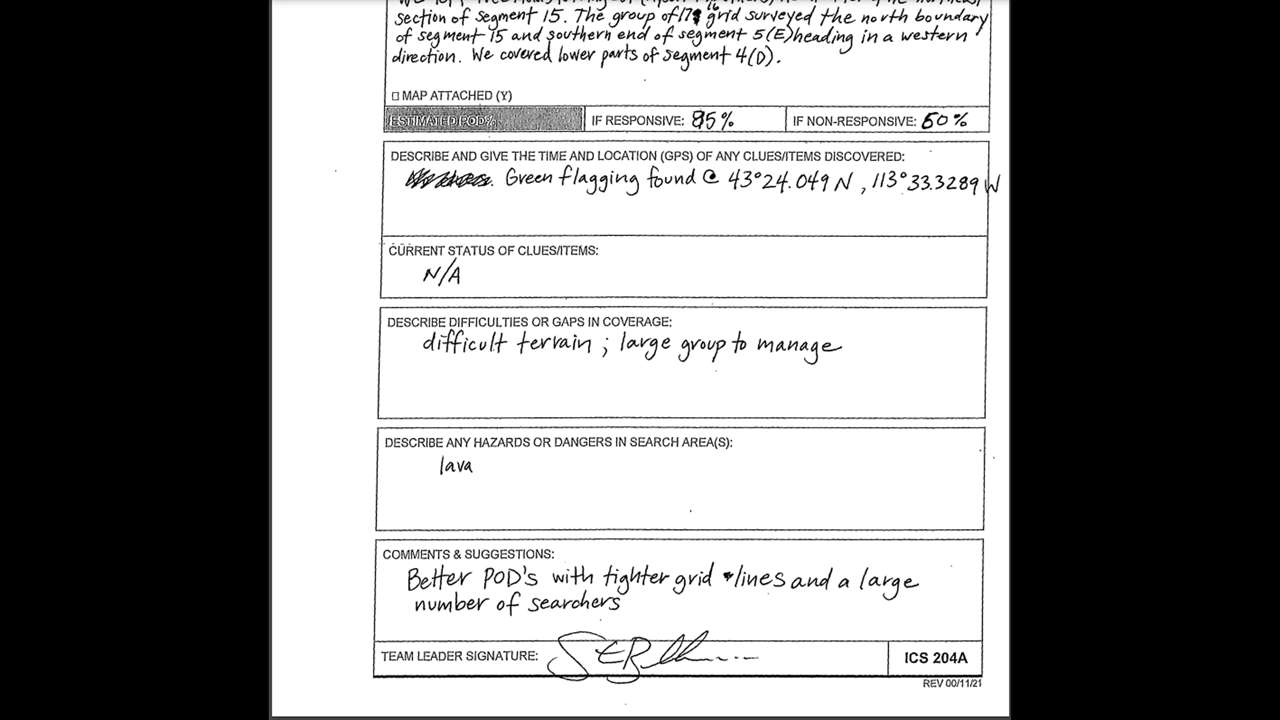 section of segment 15. The group of 17 grid surveyed the north boundary
of segment 15 and southern end of segment 5(E) heading in a western
direction. We covered lower parts of segment 4(D).
☐ MAP ATTACHED (Y)
ESTIMATED POD% IF RESPONSIVE: 85% IF NON-RESPONSIVE: 50%
DESCRIBE AND GIVE THE TIME AND LOCATION (GPS) OF ANY CLUES/ITEMS DISCOVERED:
Green flagging found @ 43°24.049 N, 113°33.3289 W
CURRENT STATUS OF CLUES/ITEMS:
N/A
DESCRIBE DIFFICULTIES OR GAPS IN COVERAGE:
difficult terrain; large group to manage
DESCRIBE ANY HAZARDS OR DANGERS IN SEARCH AREA(S):
lava
COMMENTS & SUGGESTIONS:
Better POD's with tighter grid lines and a large
number of searchers
TEAM LEADER SIGNATURE: ICS 204A
REV 00/11/21